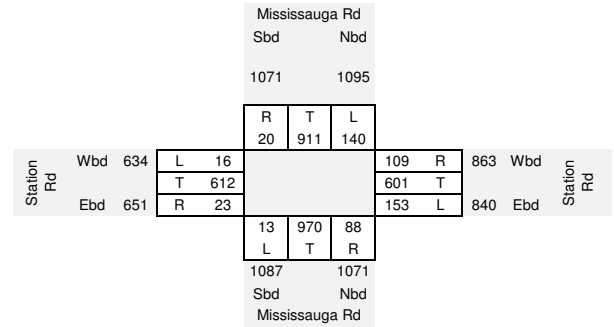 Mississauga Rd
Sbd Nbd
1071 1095
R T L
20 911 140
Station Rd Wbd 634 L 16 109 R 863 Wbd Station Rd
T 612 601 T
Ebd 651 R 23 153 L 840 Ebd
13 970 88
L T R
1087 1071
Sbd Nbd
Mississauga Rd